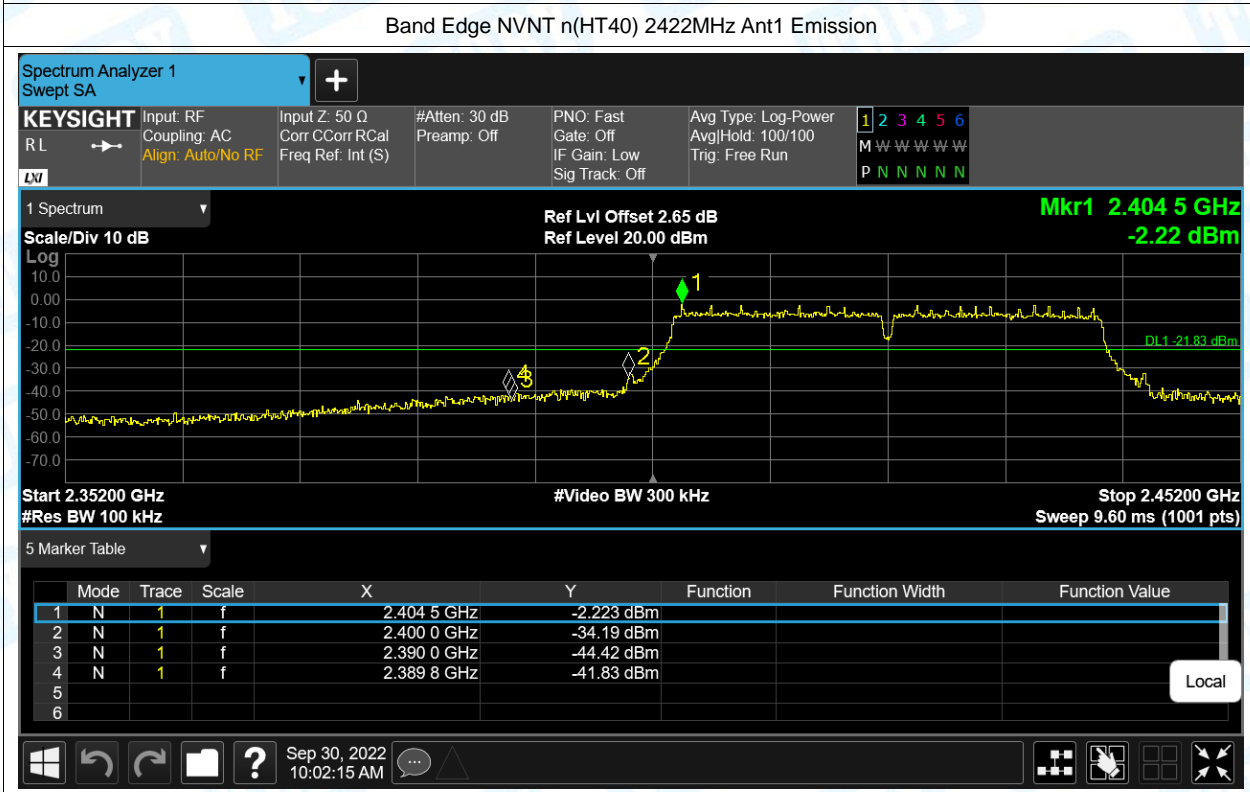 Band Edge NVNT n(HT40) 2422MHz Ant1 Emission
Spectrum Analyzer 1
Swept SA
KEYSIGHT
R L
LXI
Input: RF
Coupling: AC
Align: Auto/No RF
Input Z: 50 Ω
Corr CCorr RCal
Freq Ref: Int (S)
#Atten: 30 dB
Preamp: Off
PNO: Fast
Gate: Off
IF Gain: Low
Sig Track: Off
Avg Type: Log-Power
Avg|Hold: 100/100
Trig: Free Run
1 2 3 4 5 6
M W W W W W
P N N N N N
1 Spectrum
Scale/Div 10 dB
Ref Lvl Offset 2.65 dB
Ref Level 20.00 dBm
Mkr1 2.404 5 GHz
-2.22 dBm
Log
10.0
0.00
-10.0
-20.0
-30.0
-40.0
-50.0
-60.0
-70.0
1
2
4
3
DL1 -21.83 dBm
Start 2.35200 GHz
#Video BW 300 kHz
Stop 2.45200 GHz
#Res BW 100 kHz
Sweep 9.60 ms (1001 pts)
5 Marker Table
Mode Trace Scale X Y Function Function Width Function Value
1 N 1 f 2.404 5 GHz -2.223 dBm
2 N 1 f 2.400 0 GHz -34.19 dBm
3 N 1 f 2.390 0 GHz -44.42 dBm
4 N 1 f 2.389 8 GHz -41.83 dBm
5
6
Local
?
Sep 30, 2022
10:02:15 AM